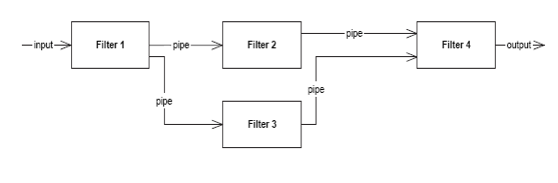 input
Filter 1
pipe
Filter 2
pipe
Filter 4
output
pipe
Filter 3
pipe